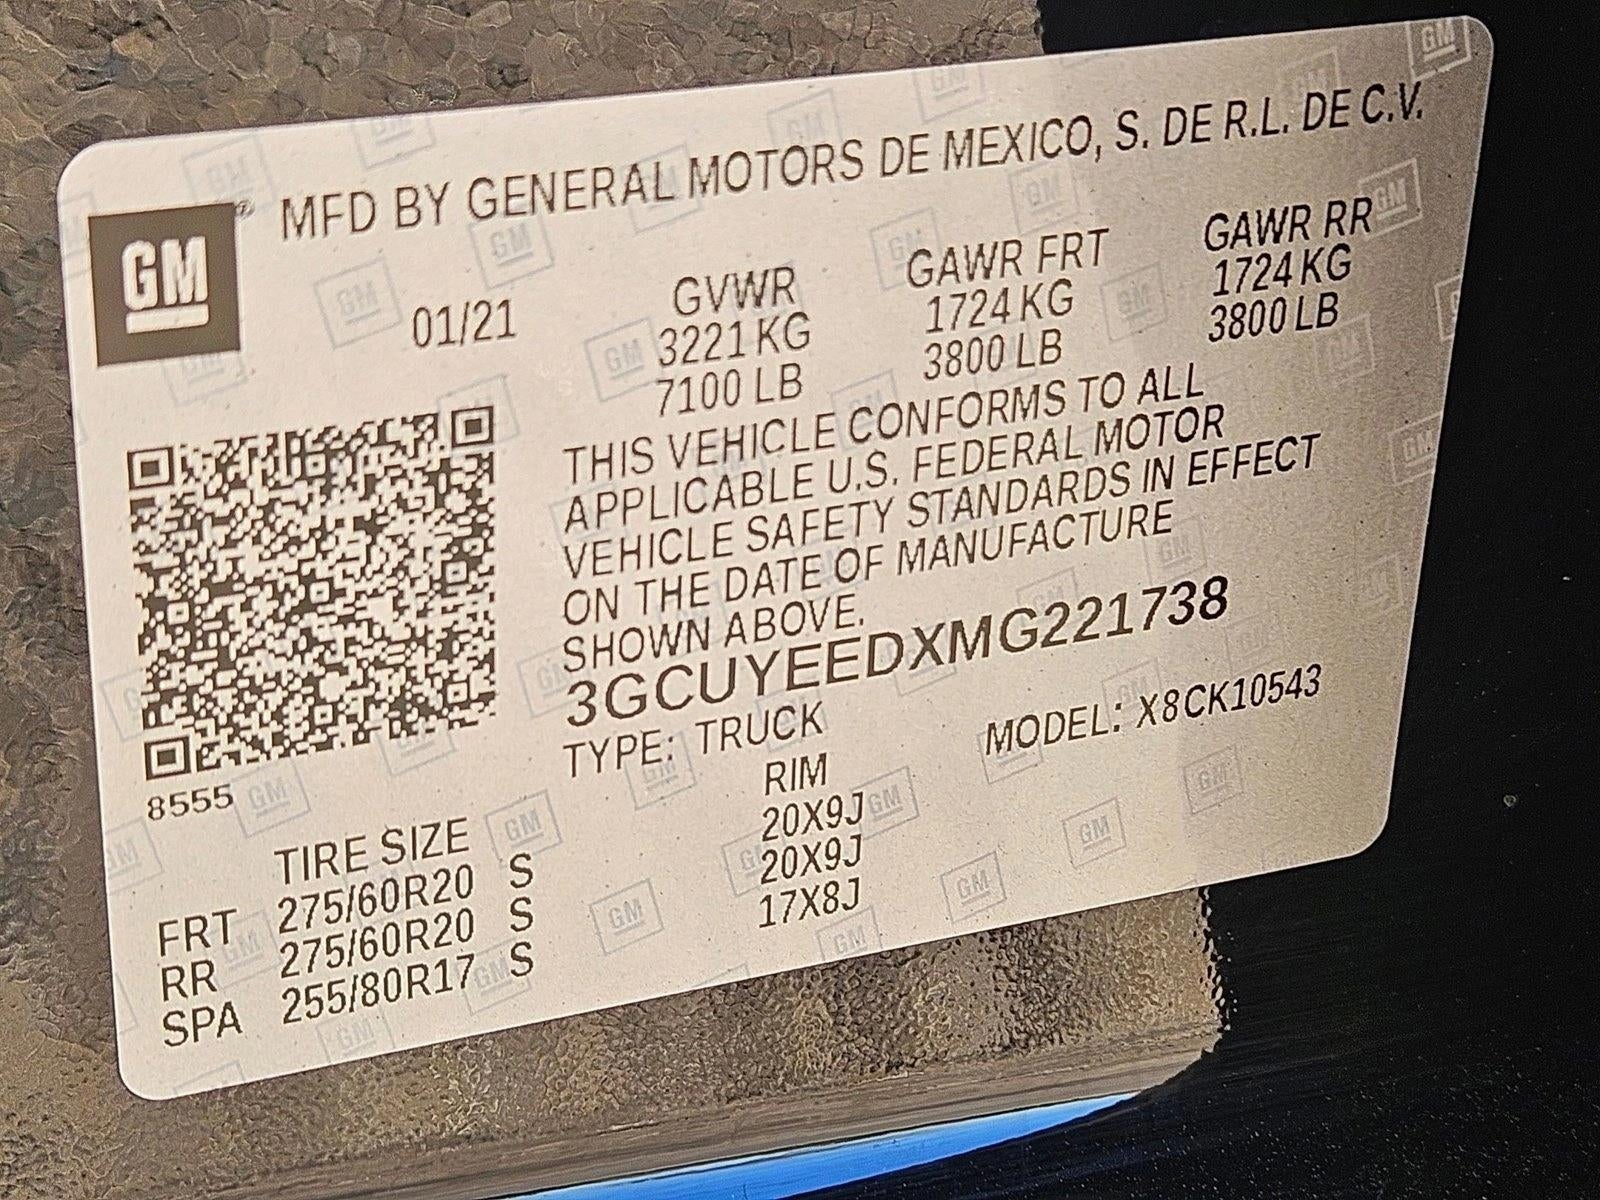 GM
MFD BY GENERAL MOTORS DE MEXICO, S. DE R.L. DE C.V.
01/21
GVWR GAWR FRT GAWR RR
3221 KG 1724 KG 1724 KG
7100 LB 3800 LB 3800 LB
THIS VEHICLE CONFORMS TO ALL
APPLICABLE U.S. FEDERAL MOTOR
VEHICLE SAFETY STANDARDS IN EFFECT
ON THE DATE OF MANUFACTURE
SHOWN ABOVE.
3GCUYEEDXMG221738
TYPE: TRUCK MODEL: X8CK10543
8555
TIRE SIZE RIM
FRT 275/60R20 S 20X9J
RR 275/60R20 S 20X9J
SPA 255/80R17 S 17X8J